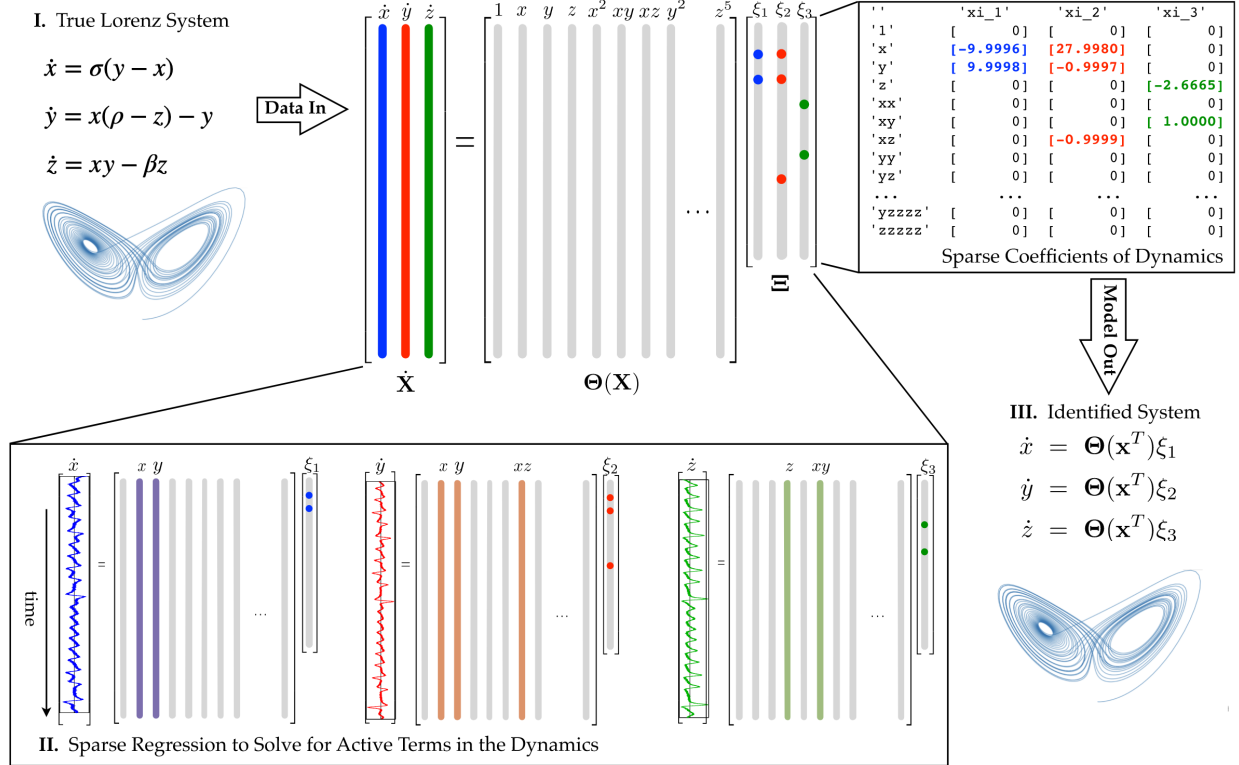 I. True Lorenz System
ẋ = σ(y − x)
ẏ = x(ρ − z) − y
ż = xy − βz
Data In
ẋ ẏ ż
=
1 x y z x² xy xz y² z⁵
...
ξ₁ ξ₂ ξ₃
Ẋ
Θ(X)
Ξ
'' 'xi_1' 'xi_2' 'xi_3'
'1' [ 0] [ 0] [ 0]
'x' [-9.9996] [27.9980] [ 0]
'y' [ 9.9998] [-0.9997] [ 0]
'z' [ 0] [ 0] [-2.6665]
'xx' [ 0] [ 0] [ 0]
'xy' [ 0] [ 0] [ 1.0000]
'xz' [ 0] [-0.9999] [ 0]
'yy' [ 0] [ 0] [ 0]
'yz' [ 0] [ 0] [ 0]
... ... ... ...
'yzzzz' [ 0] [ 0] [ 0]
'zzzzz' [ 0] [ 0] [ 0]
Sparse Coefficients of Dynamics
Model Out
III. Identified System
ẋ = Θ(xᵀ)ξ₁
ẏ = Θ(xᵀ)ξ₂
ż = Θ(xᵀ)ξ₃
time
ẋ = x y ... ξ₁
ẏ = x y xz ... ξ₂
ż = z xy ... ξ₃
II. Sparse Regression to Solve for Active Terms in the Dynamics